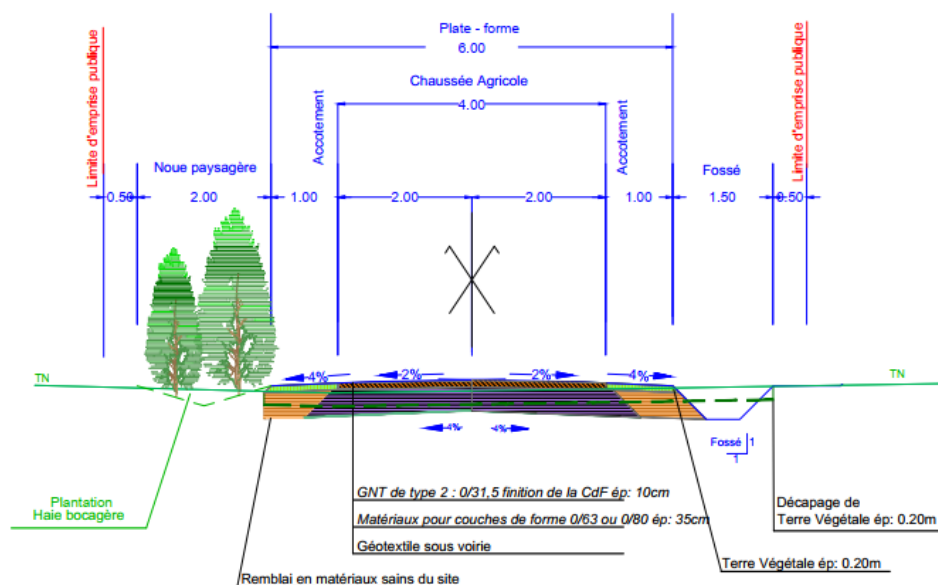 Plate - forme
6.00
Chaussée Agricole
4.00
Limite d'emprise publique
Accotement
Accotement
Limite d'emprise publique
Noue paysagère
Fossé
0.50
2.00
1.00
2.00
2.00
1.00
1.50
0.50
TN
4%
2%
2%
4%
TN
4%
4%
Fossé
1
1
Plantation
Haie bocagère
GNT de type 2 : 0/31,5 finition de la CdF ép: 10cm
Matériaux pour couches de forme 0/63 ou 0/80 ép: 35cm
Géotextile sous voirie
Décapage de
Terre Végétale ép: 0.20m
Terre Végétale ép: 0.20m
Remblai en matériaux sains du site